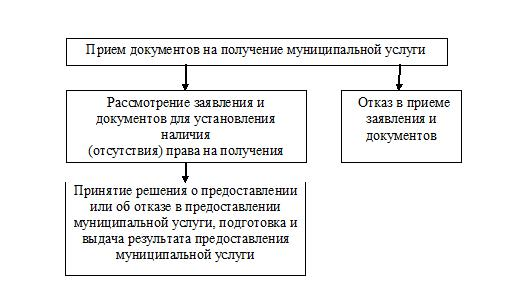 Прием документов на получение муниципальной услуги
Рассмотрение заявления и
документов для установления
наличия
(отсутствия) права на получения
Отказ в приеме
заявления и
документов
Принятие решения о предоставлении
или об отказе в предоставлении
муниципальной услуги, подготовка и
выдача результата предоставления
муниципальной услуги